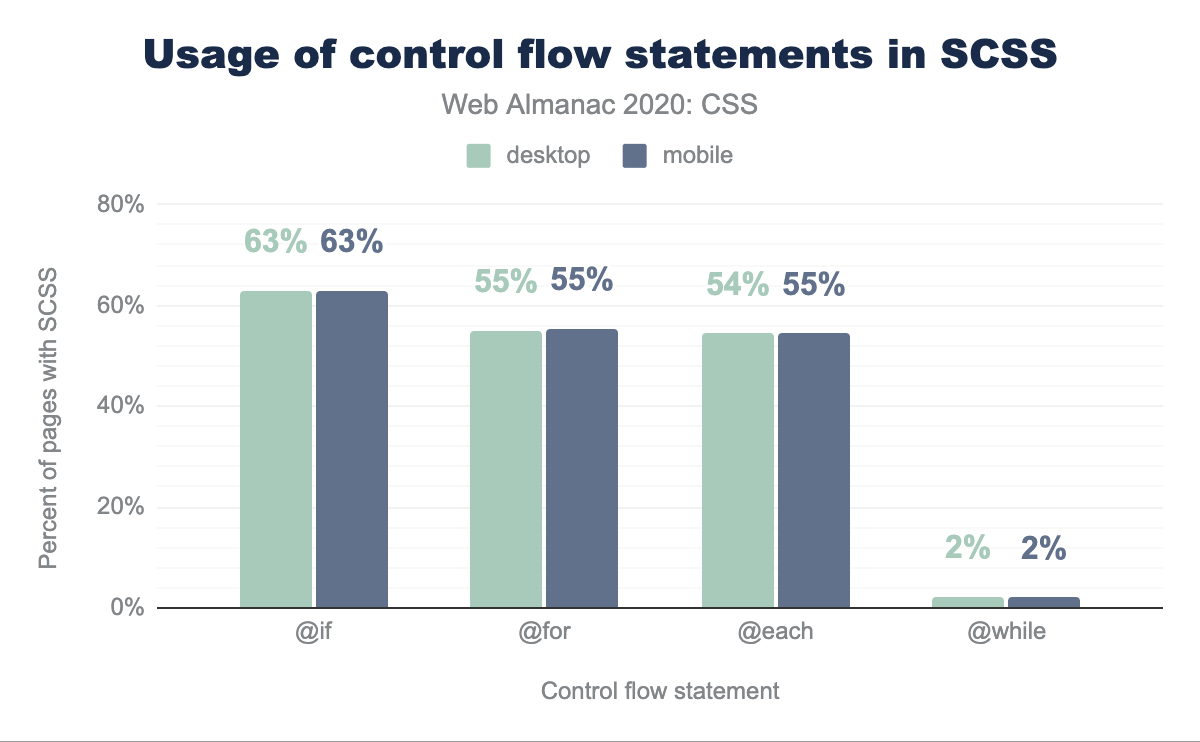 Usage of control flow statements in SCSS
Web Almanac 2020: CSS
desktop mobile
80%
60%
40%
20%
0%
Percent of pages with SCSS
63% 63%
55% 55%
54% 55%
2% 2%
@if @for @each @while
Control flow statement